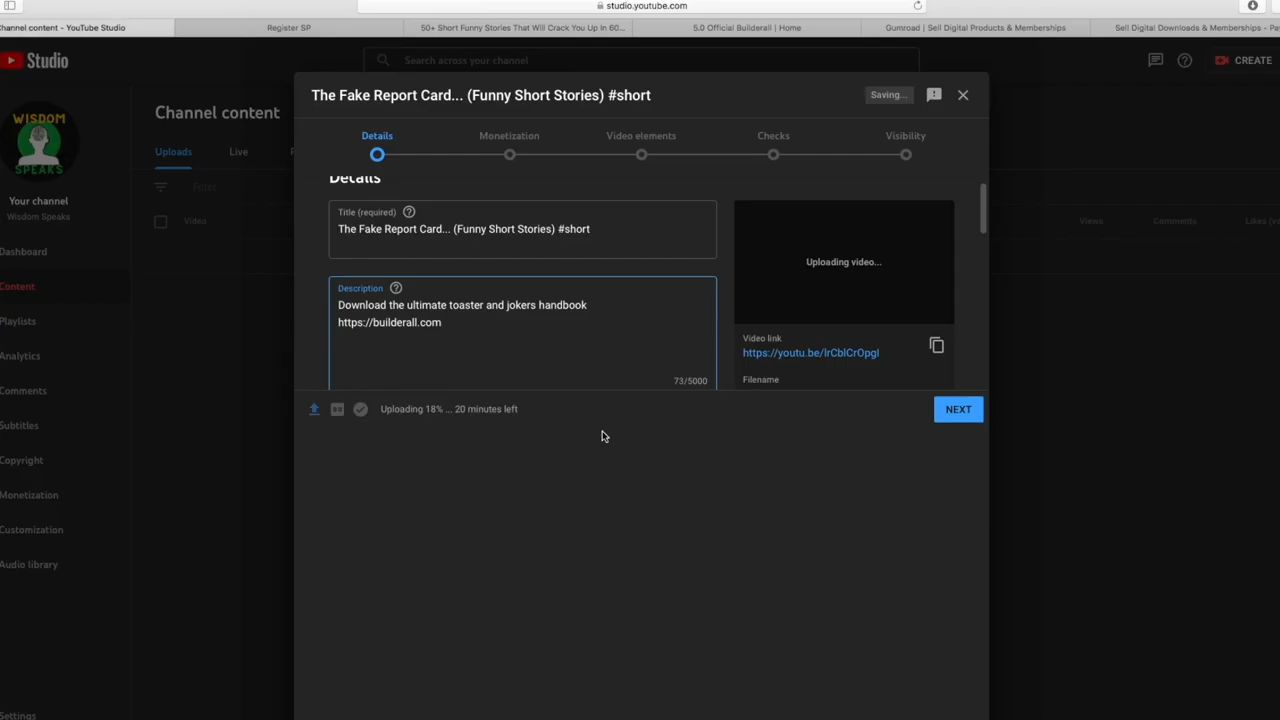 studio.youtube.com
Channel content - YouTube Studio
Register SP
50+ Short Funny Stories That Will Crack You Up In 60...
5.0 Official Builderall | Home
Gumroad | Sell Digital Products & Memberships
Sell Digital Downloads & Memberships - Pa
Studio
Search across your channel
CREATE
WISDOM
SPEAKS
Your channel
Wisdom Speaks
Dashboard
Content
Playlists
Analytics
Comments
Subtitles
Copyright
Monetization
Customization
Audio library
Settings
Channel content
Uploads
Live
Filter
Video
Views
Comments
Likes (v
The Fake Report Card... (Funny Short Stories) #short
Saving...
Details
Monetization
Video elements
Checks
Visibility
Details
Title (required)
The Fake Report Card... (Funny Short Stories) #short
Description
Download the ultimate toaster and jokers handbook
https://builderall.com
73/5000
Uploading video...
Video link
https://youtu.be/lrCblCrOpgI
Filename
Uploading 18% ... 20 minutes left
NEXT